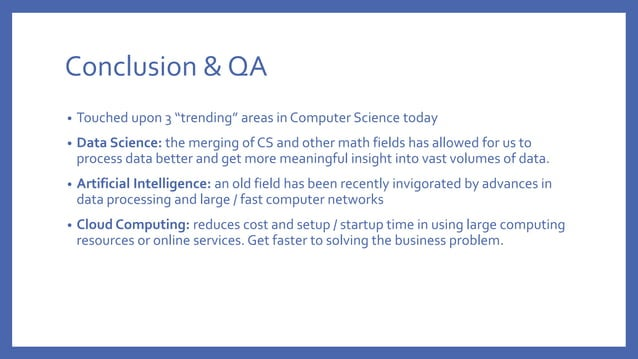 Conclusion & QA
• Touched upon 3 “trending” areas in Computer Science today
• Data Science: the merging of CS and other math fields has allowed for us to
process data better and get more meaningful insight into vast volumes of data.
• Artificial Intelligence: an old field has been recently invigorated by advances in
data processing and large / fast computer networks
• Cloud Computing: reduces cost and setup / startup time in using large computing
resources or online services. Get faster to solving the business problem.